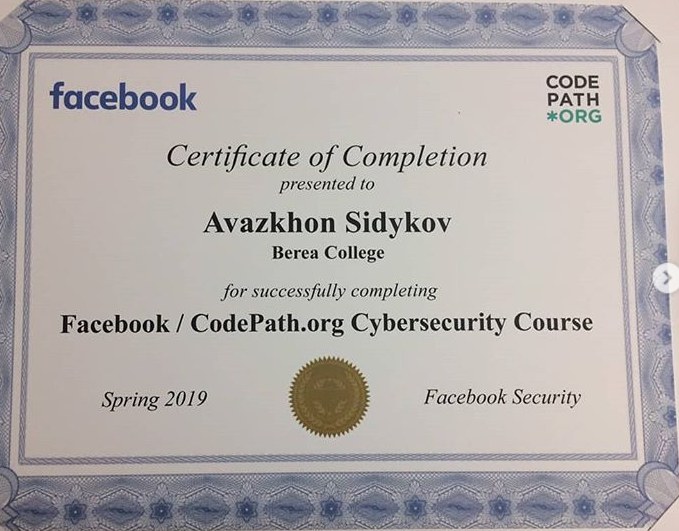 facebook
CODE
PATH
*ORG
Certificate of Completion
presented to
Avazkhon Sidykov
Berea College
for successfully completing
Facebook / CodePath.org Cybersecurity Course
Spring 2019
Facebook Security